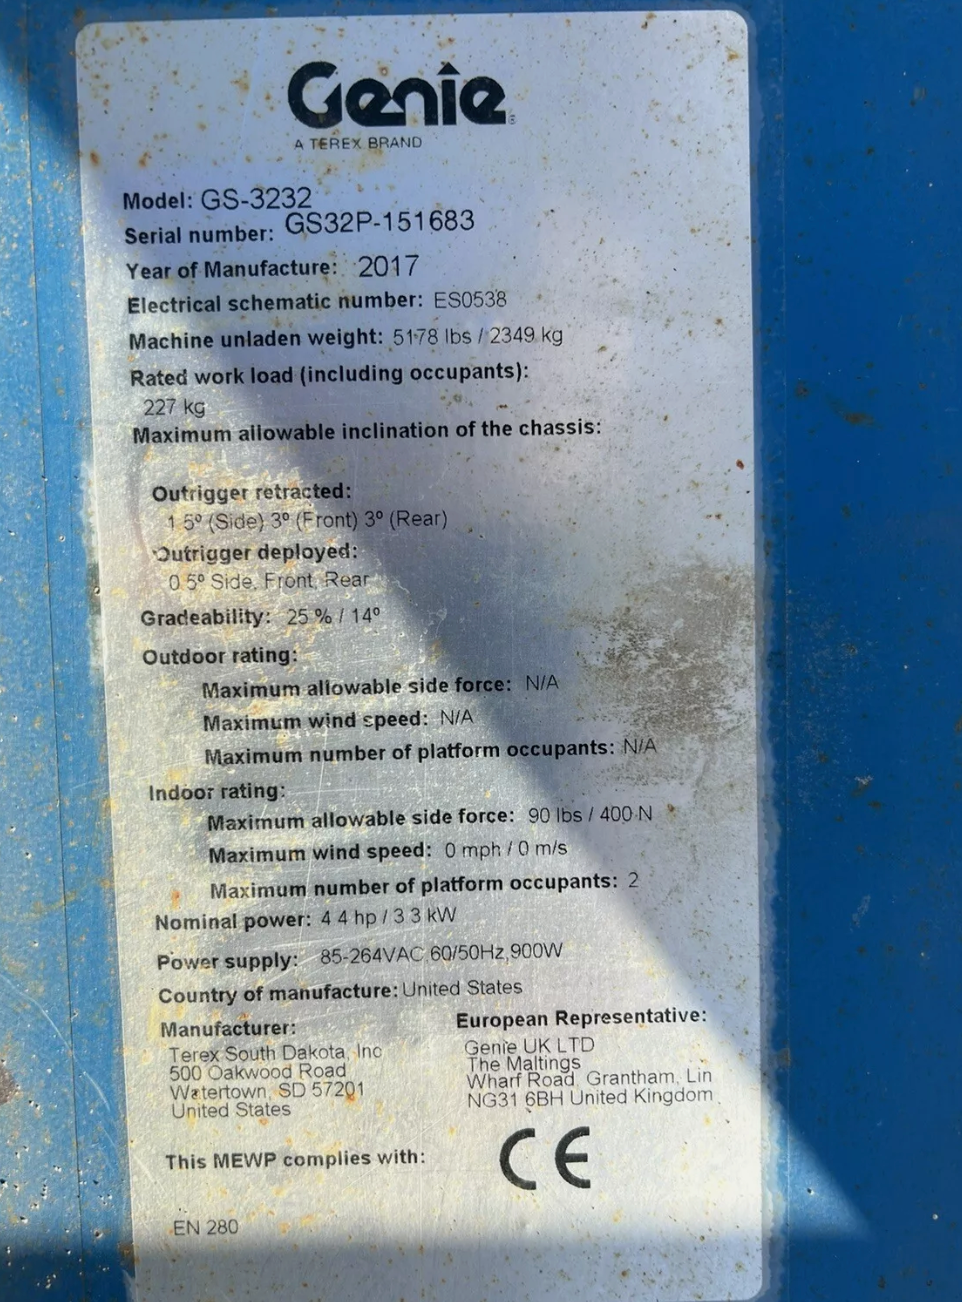 Genie
A TEREX BRAND
Model: GS-3232
Serial number: GS32P-151683
Year of Manufacture: 2017
Electrical schematic number: ES0538
Machine unladen weight: 5178 lbs / 2349 kg
Rated work load (including occupants):
227 kg
Maximum allowable inclination of the chassis:
Outrigger retracted:
1.5º (Side) 3º (Front) 3º (Rear)
Outrigger deployed:
0.5º Side, Front, Rear
Gradeability: 25 % / 14º
Outdoor rating:
Maximum allowable side force: N/A
Maximum wind speed: N/A
Maximum number of platform occupants: N/A
Indoor rating:
Maximum allowable side force: 90 lbs / 400 N
Maximum wind speed: 0 mph / 0 m/s
Maximum number of platform occupants: 2
Nominal power: 4.4 hp / 3.3 kW
Power supply: 85-264VAC,60/50Hz,900W
Country of manufacture: United States
Manufacturer:
Terex South Dakota, Inc
500 Oakwood Road
Watertown, SD 57201
United States
European Representative:
Genie UK LTD
The Maltings
Wharf Road, Grantham, Lin
NG31 6BH United Kingdom
This MEWP complies with: CE
EN 280